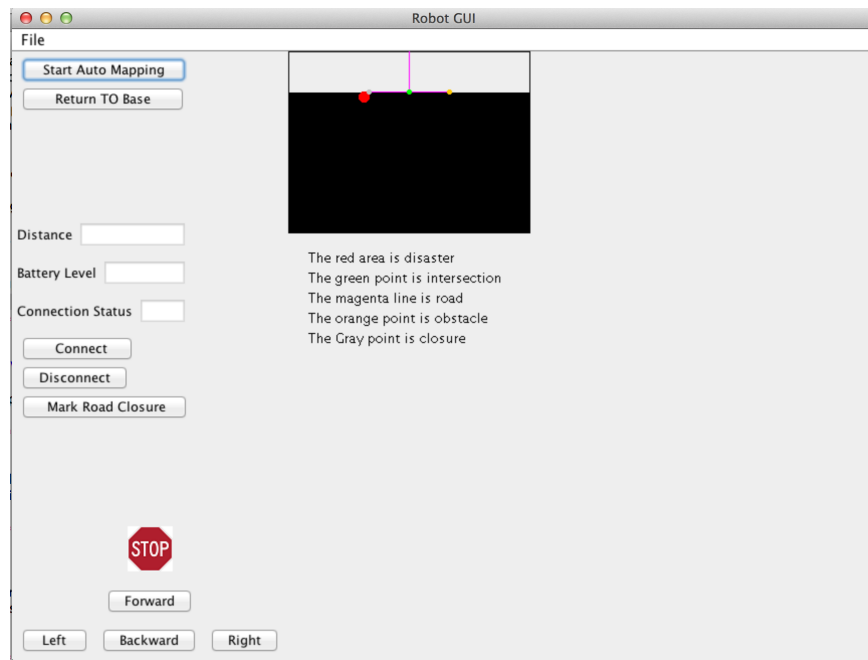 Robot GUI
File
Start Auto Mapping
Return TO Base
Distance
Battery Level
Connection Status
Connect
Disconnect
Mark Road Closure
The red area is disaster
The green point is intersection
The magenta line is road
The orange point is obstacle
The Gray point is closure
STOP
Forward
Left
Backward
Right